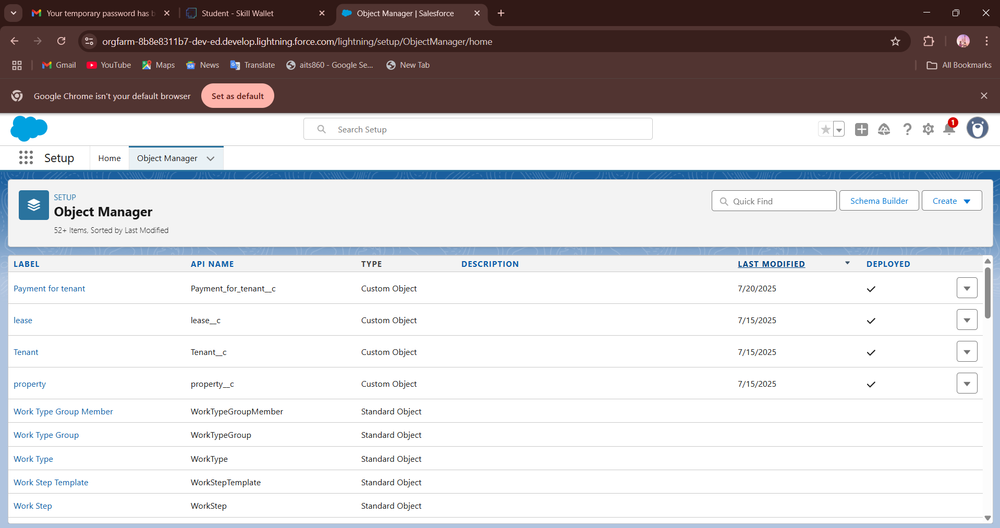 Your temporary password has b
Student - Skill Wallet
Object Manager | Salesforce
orgfarm-8b8e8311b7-dev-ed.develop.lightning.force.com/lightning/setup/ObjectManager/home
Gmail
YouTube
Maps
News
Translate
aits860 - Google Se...
New Tab
All Bookmarks
Google Chrome isn't your default browser
Set as default
Search Setup
1
Setup
Home
Object Manager
SETUP
Object Manager
52+ Items, Sorted by Last Modified
Quick Find
Schema Builder
Create
LABEL API NAME TYPE DESCRIPTION LAST MODIFIED DEPLOYED
Payment for tenant Payment_for_tenant__c Custom Object 7/20/2025
lease lease__c Custom Object 7/15/2025
Tenant Tenant__c Custom Object 7/15/2025
property property__c Custom Object 7/15/2025
Work Type Group Member WorkTypeGroupMember Standard Object
Work Type Group WorkTypeGroup Standard Object
Work Type WorkType Standard Object
Work Step Template WorkStepTemplate Standard Object
Work Step WorkStep Standard Object